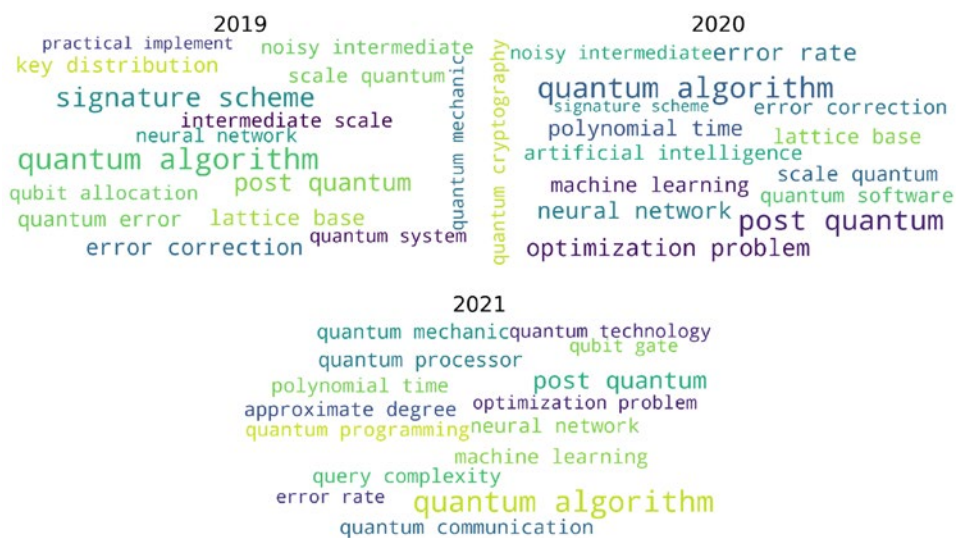 2019
practical implement
noisy intermediate
key distribution
scale quantum
signature scheme
intermediate scale
neural network
quantum algorithm
post quantum
qubit allocation
quantum error
lattice base
quantum system
error correction
quantum mechanic
2020
quantum cryptography
noisy intermediate
error rate
quantum algorithm
signature scheme
error correction
polynomial time
lattice base
artificial intelligence
scale quantum
machine learning
quantum software
neural network
post quantum
optimization problem
2021
quantum mechanic
quantum technology
qubit gate
quantum processor
polynomial time
post quantum
approximate degree
optimization problem
quantum programming
neural network
machine learning
query complexity
error rate
quantum algorithm
quantum communication